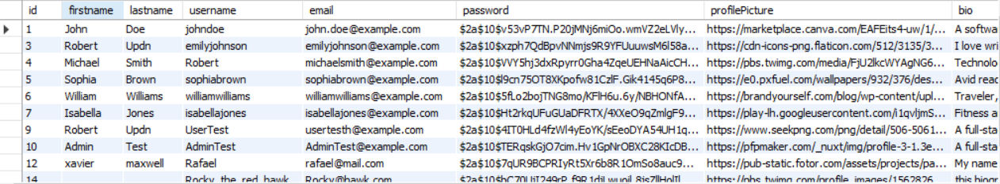 id firstname lastname username email password profilePicture bio
1 John Doe johndoe john.doe@example.com $2a$10$v53vP7TN.P20jMNj6miOo.wmVZ2eLVly... https://marketplace.canva.com/EAFEits4-uw/1/... A softwa
3 Robert Updn emilyjohnson emilyjohnson@example.com $2a$10$xzph7QdBpvNNmjs9R9YFUuuwsM6l58a... https://cdn-icons-png.flaticon.com/512/3135/3... I love wri
4 Michael Smith Robert michaelsmith@example.com $2a$10$VVY5hj3dxRpyrr0Gha4ZqeUEHNaAicCH... https://pbs.twimg.com/media/FjU2lkcWYAgNG6... Technolo
5 Sophia Brown sophiabrown sophiabrown@example.com $2a$10$l9cn75OT8XKpofw81CzlF.Gik4145q6P8... https://e0.pxfuel.com/wallpapers/932/376/des... Avid reac
6 William Williams williamwilliams williamwilliams@example.com $2a$10$5fLo2bojTNG8mo/KFlH6u.6y/NBHONfA... https://brandyourself.com/blog/wp-content/upl... Traveler,
7 Isabella Jones isabellajones isabellajones@example.com $2a$10$Ht2rkqUFuGUaDFRTX/4XXeO9qZmlgF9... https://play-lh.googleusercontent.com/i1qvljmS... Fitness a
9 Robert Updn UserTest usertesth@example.com $2a$10$4IT0HLd4fzWl4yEoYK/sEeoDYA54UH1q... https://www.seekpng.com/png/detail/506-5061... A full-sta
10 Admin Test AdminTest AdminTest@example.com $2a$10$TERqskGjO7cim.Hv1GpNrOBXC28KIcDB... https://pfpmaker.com/_nuxt/img/profile-3-1.3e... A full-sta
12 xavier maxwell Rafael rafael@mail.com $2a$10$7qUR9BCPRIyRt5Xr6b8R1OmSo8auc9... https://pub-static.fotor.com/assets/projects/pa... My name
14 Rocky_the_red_hawk Rocky@hawk.com https://pbs.twimg.com/profile_images/1562826 this biogr